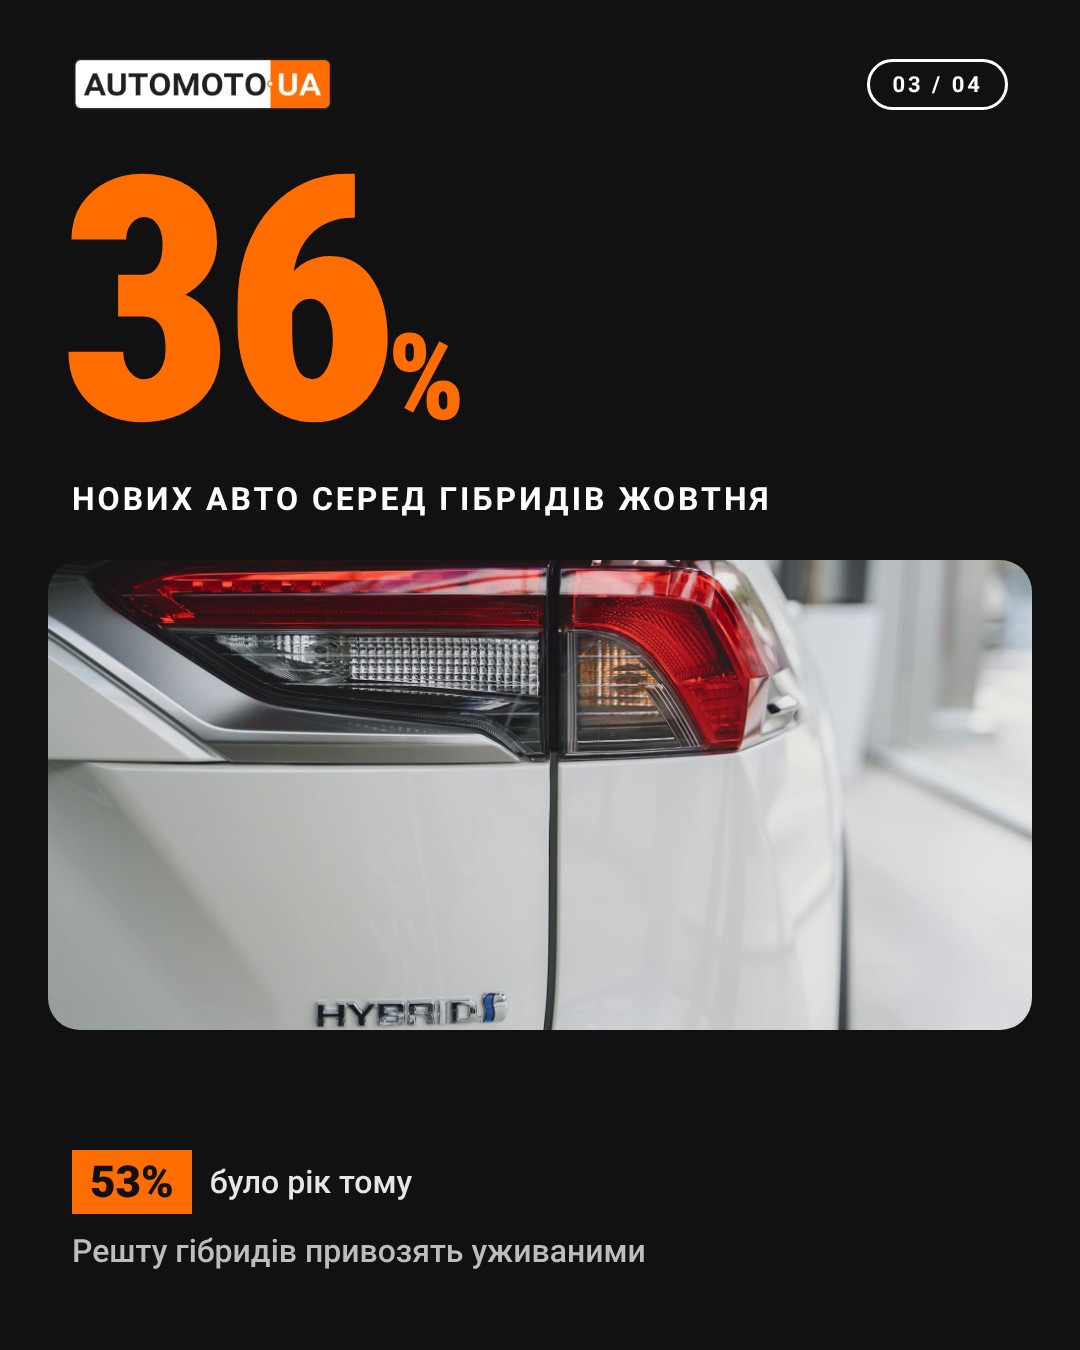 AUTOMOTO UA
03 / 04
36%
НОВИХ АВТО СЕРЕД ГІБРИДІВ ЖОВТНЯ
HYBRID
53% було рік тому
Решту гібридів привозять уживаними